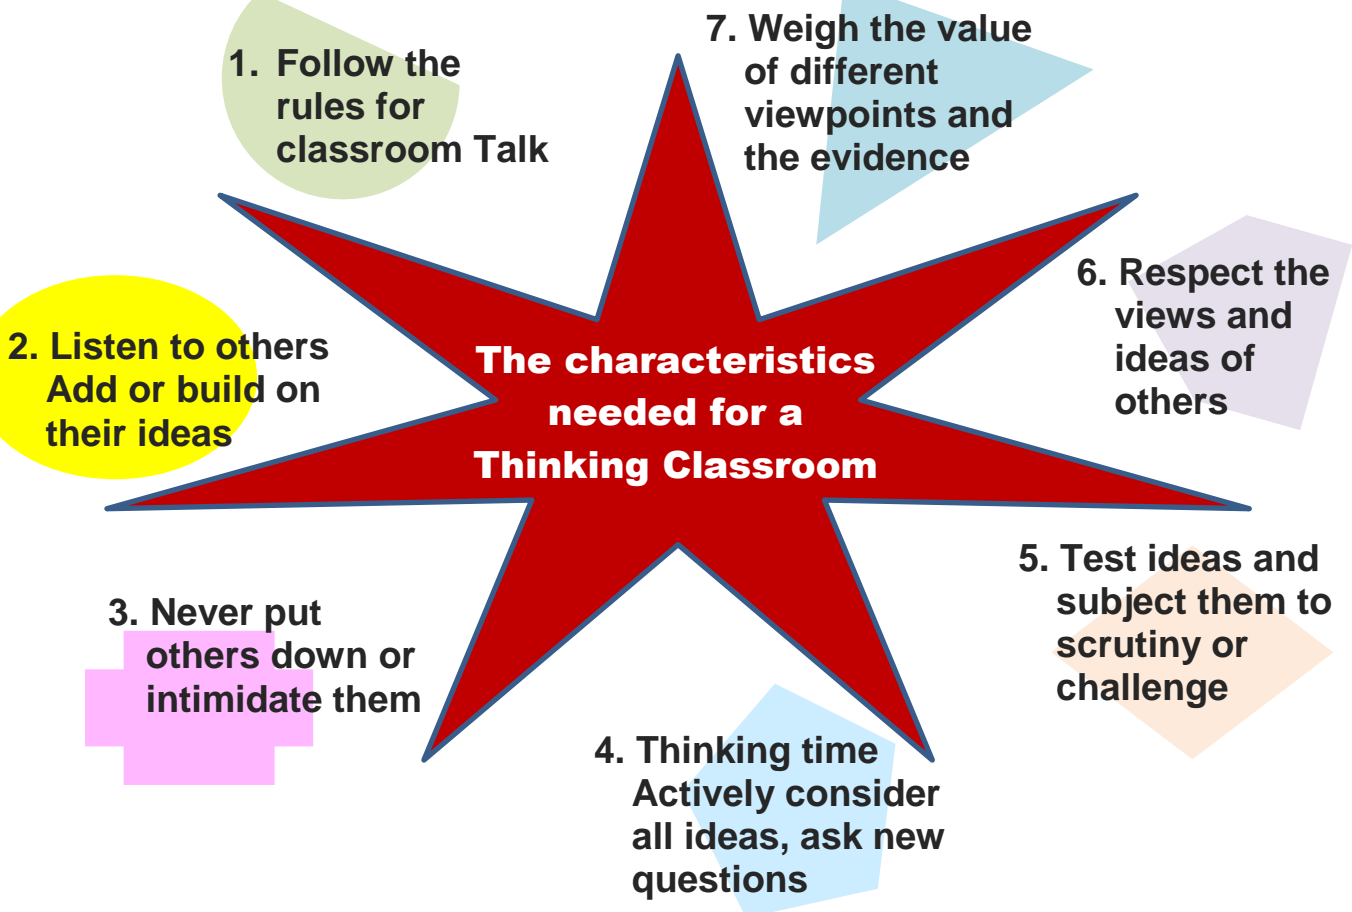 1. Follow the
rules for
classroom Talk
2. Listen to others
Add or build on
their ideas
3. Never put
others down or
intimidate them
4. Thinking time
Actively consider
all ideas, ask new
questions
5. Test ideas and
subject them to
scrutiny or
challenge
6. Respect the
views and
ideas of
others
7. Weigh the value
of different
viewpoints and
the evidence
The characteristics
needed for a
Thinking Classroom